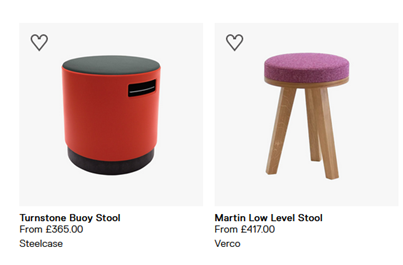 Turnstone Buoy Stool
From £365.00
Steelcase
Martin Low Level Stool
From £417.00
Verco